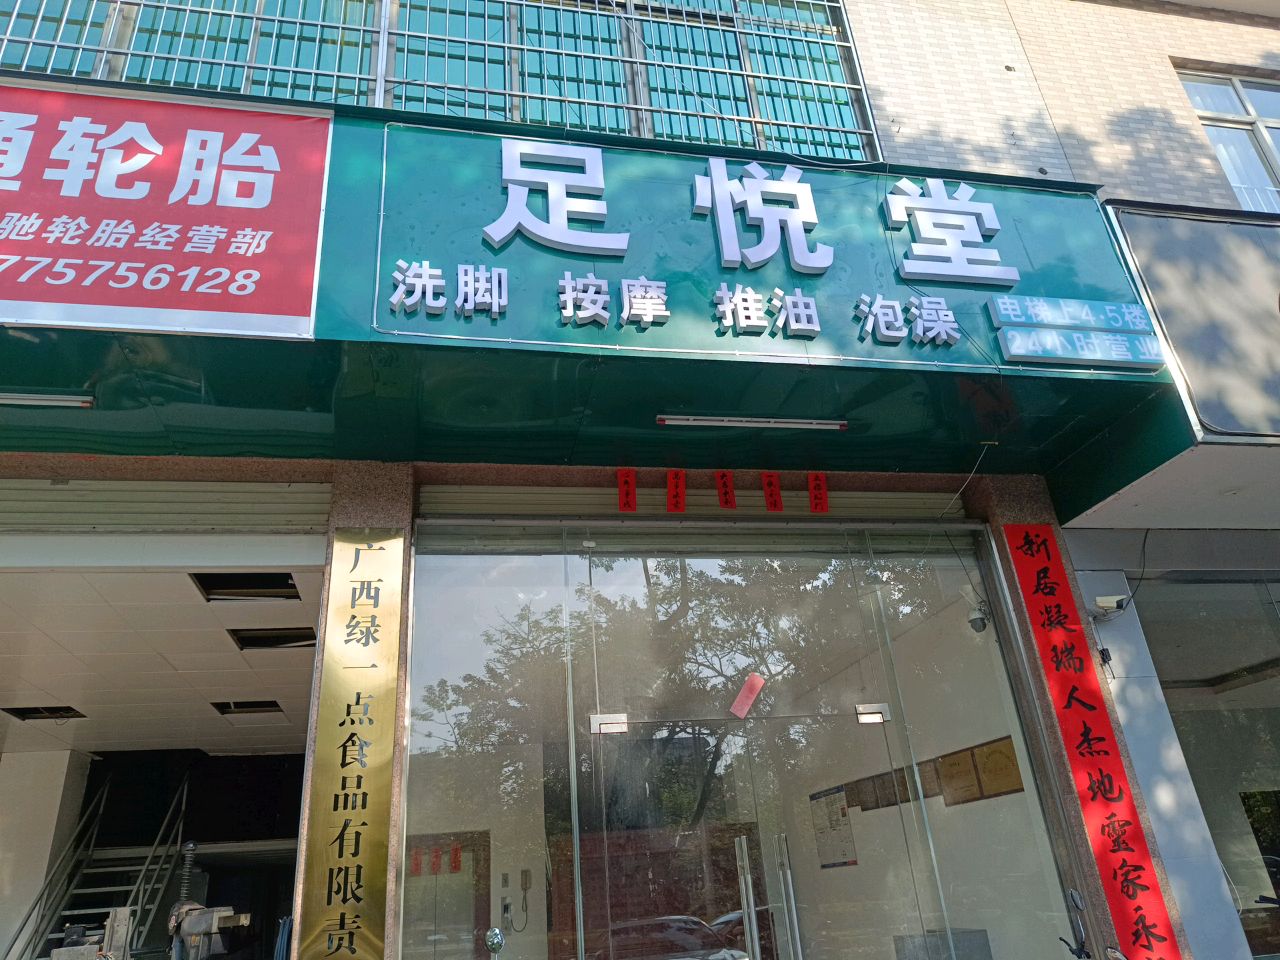 轮胎
驰轮胎经营部
775756128
足悦堂
洗脚 按摩 推油 泡澡
电梯上4·5楼
24小时营业
广西绿一点食品有限责
新居凝瑞人杰地靈家永